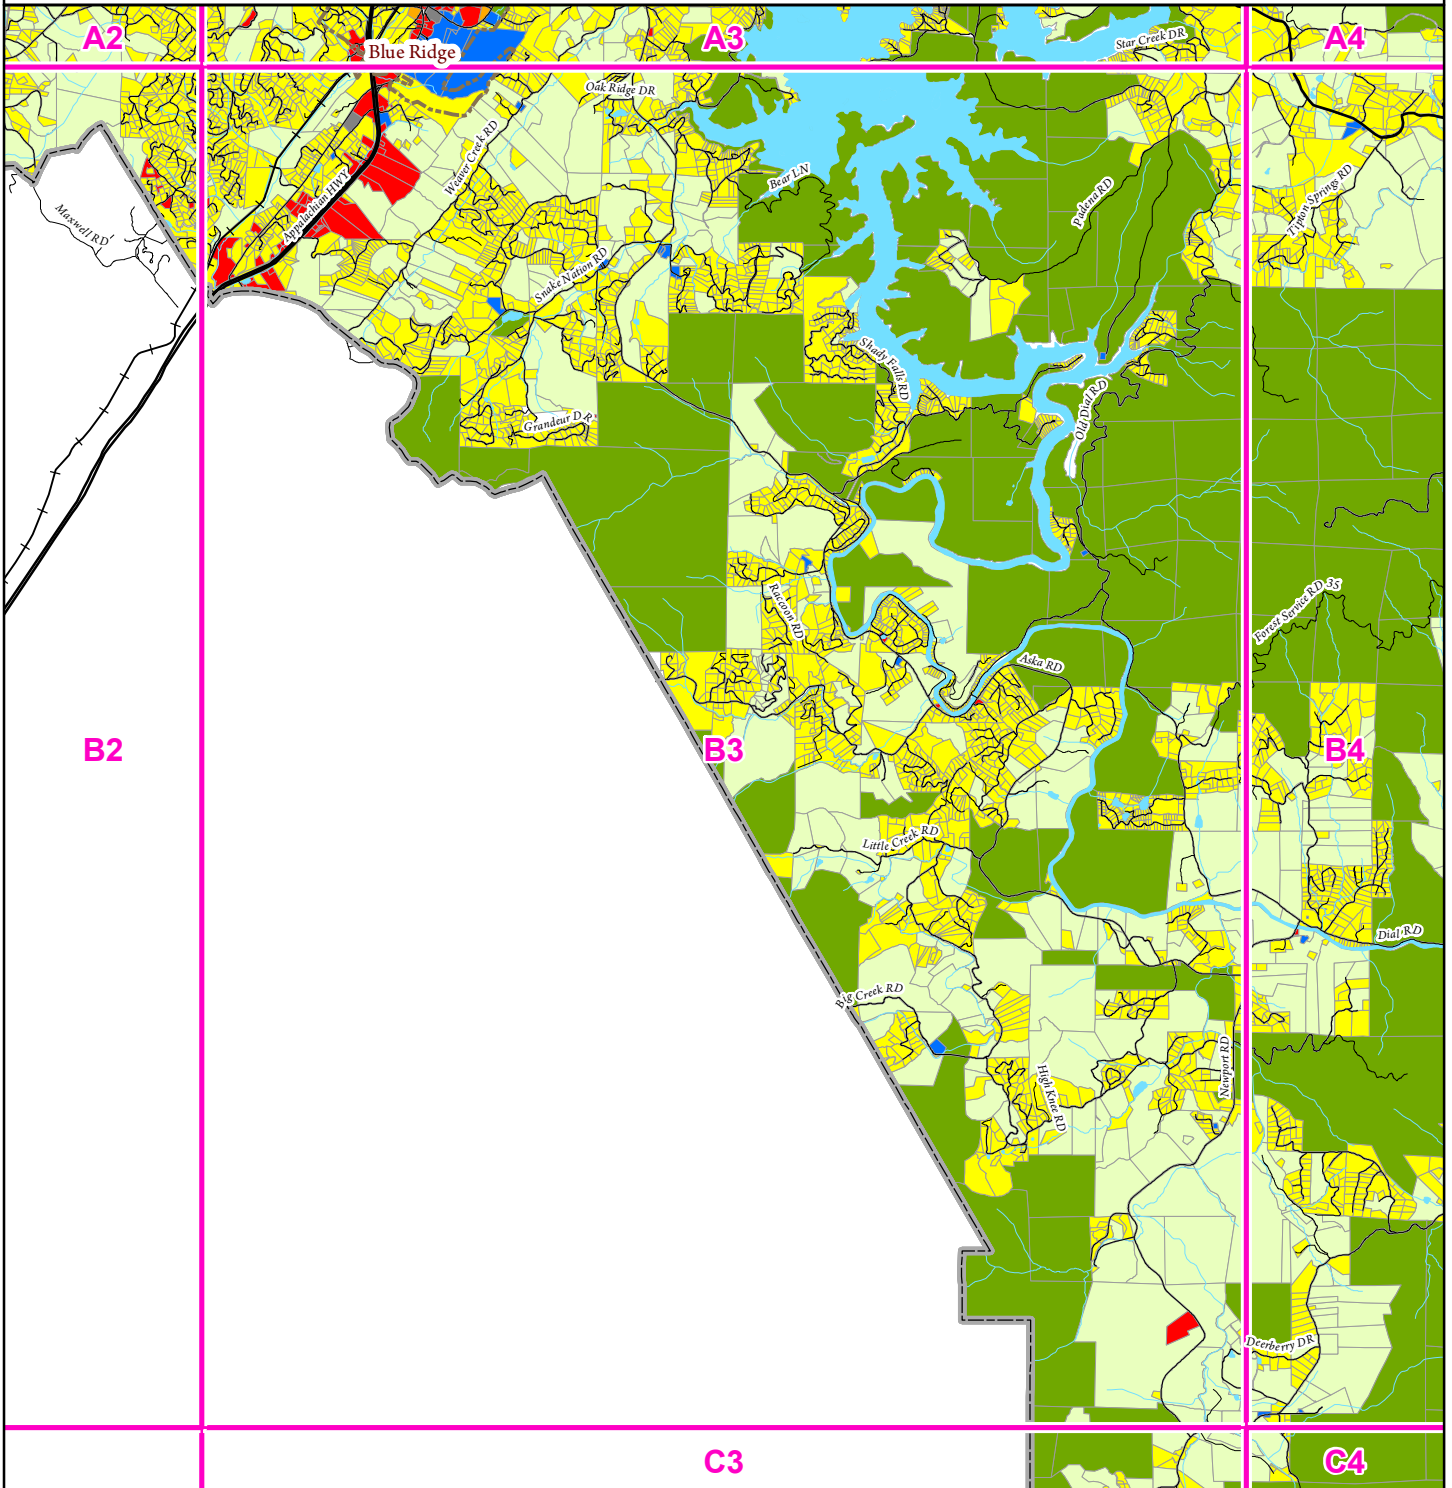 A2
A3
A4
Blue Ridge
Star Creek DR
Oak Ridge DR
Weaver Creek RD
Bear LN
Padena RD
Tipton Springs RD
Maxwell RD
Appalachian HWY
Snake Nation RD
Shady Falls RD
Old Dial RD
Grandeur DR
Raccoon RD
Forest Service RD 35
Aska RD
B2
B3
B4
Little Creek RD
Dial RD
Big Creek RD
Newport RD
High Knee RD
Deerberry DR
C3
C4